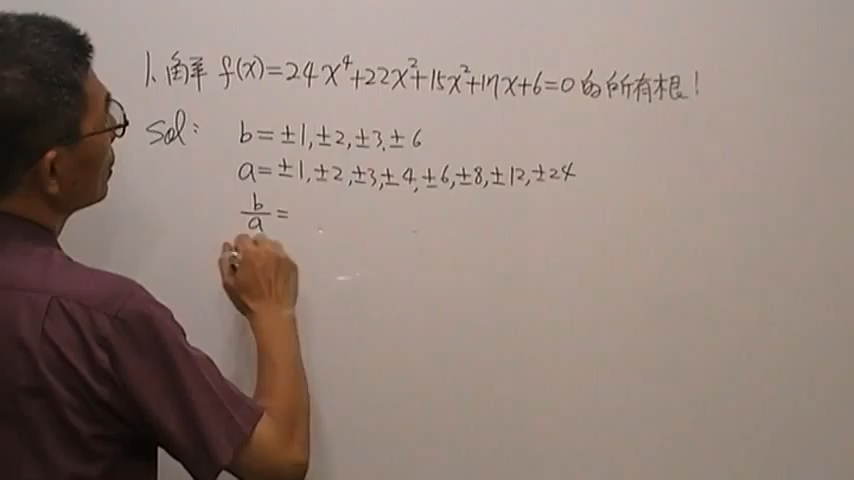 1、解 f(x)=24x⁴+22x²+15x²+17x+6=0的所有根!
Sol:
b=±1,±2,±3,±6
a=±1,±2,±3,±4,±6,±8,±12,±24
b/a=